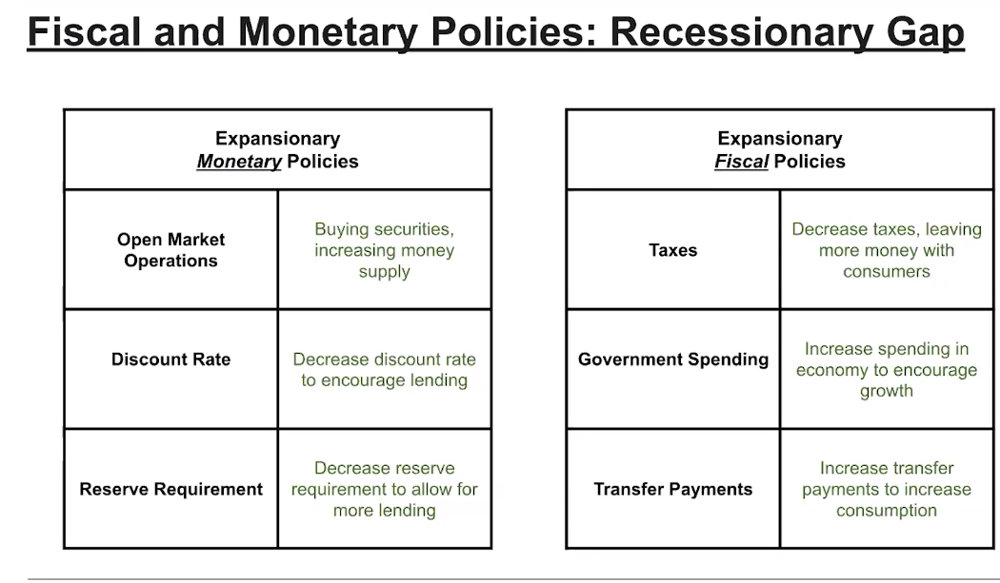 Fiscal and Monetary Policies: Recessionary Gap
Expansionary
Monetary Policies
Open Market
Operations
Buying securities,
increasing money
supply
Discount Rate
Decrease discount rate
to encourage lending
Reserve Requirement
Decrease reserve
requirement to allow for
more lending
Expansionary
Fiscal Policies
Taxes
Decrease taxes, leaving
more money with
consumers
Government Spending
Increase spending in
economy to encourage
growth
Transfer Payments
Increase transfer
payments to increase
consumption